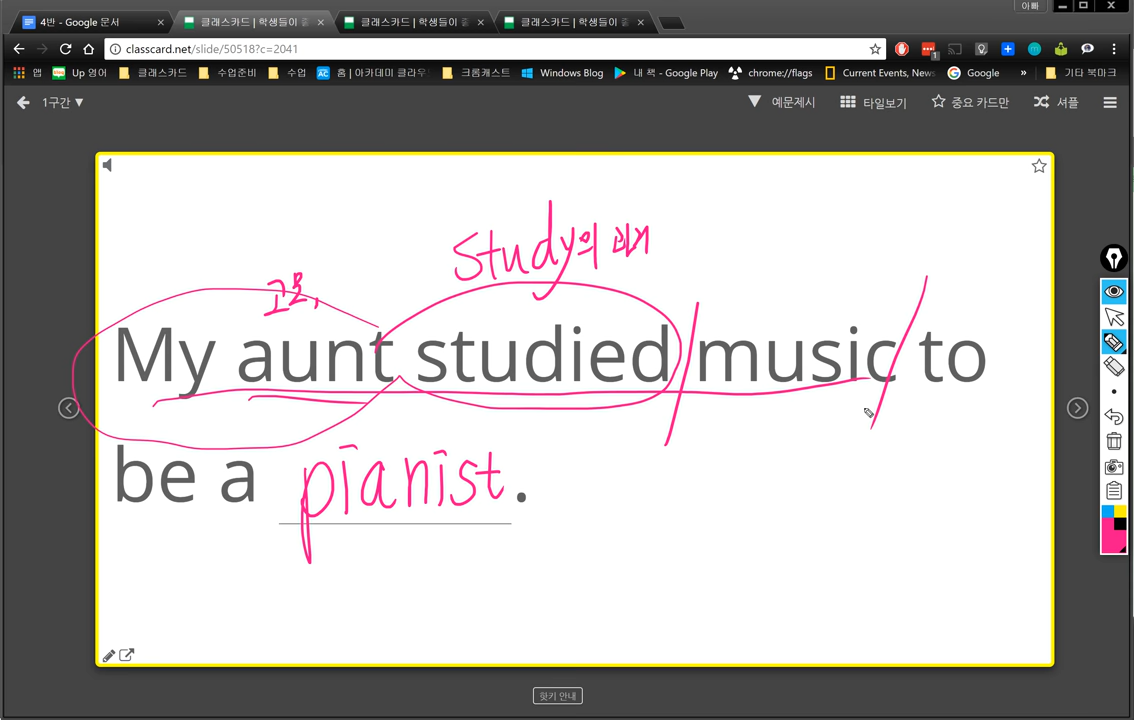 아빠
4반 - Google 문서
클래스카드 | 학생들이 좋
클래스카드 | 학생들이 좋
클래스카드 | 학생들이 좋
classcard.net/slide/50518?c=2041
1
앱 Up 영어 클래스카드 수업준비 수업 홈 | 아카데미 클라우 크롬캐스트 Windows Blog 내 책 - Google Play chrome://flags Current Events, News Google » 기타 북마크
1구간 ▼ ▼ 예문제시 타일보기 중요 카드만 셔플
study의 과거
My aunt studied music to
be a pianist.
핫키 안내